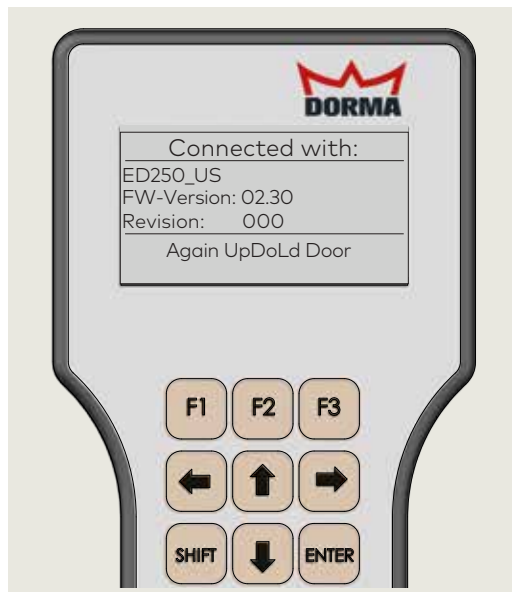 DORMA
Connected with:
ED250_US
FW-Version: 02.30
Revision: 000
Again UpDoLd Door
F1 F2 F3
SHIFT ENTER